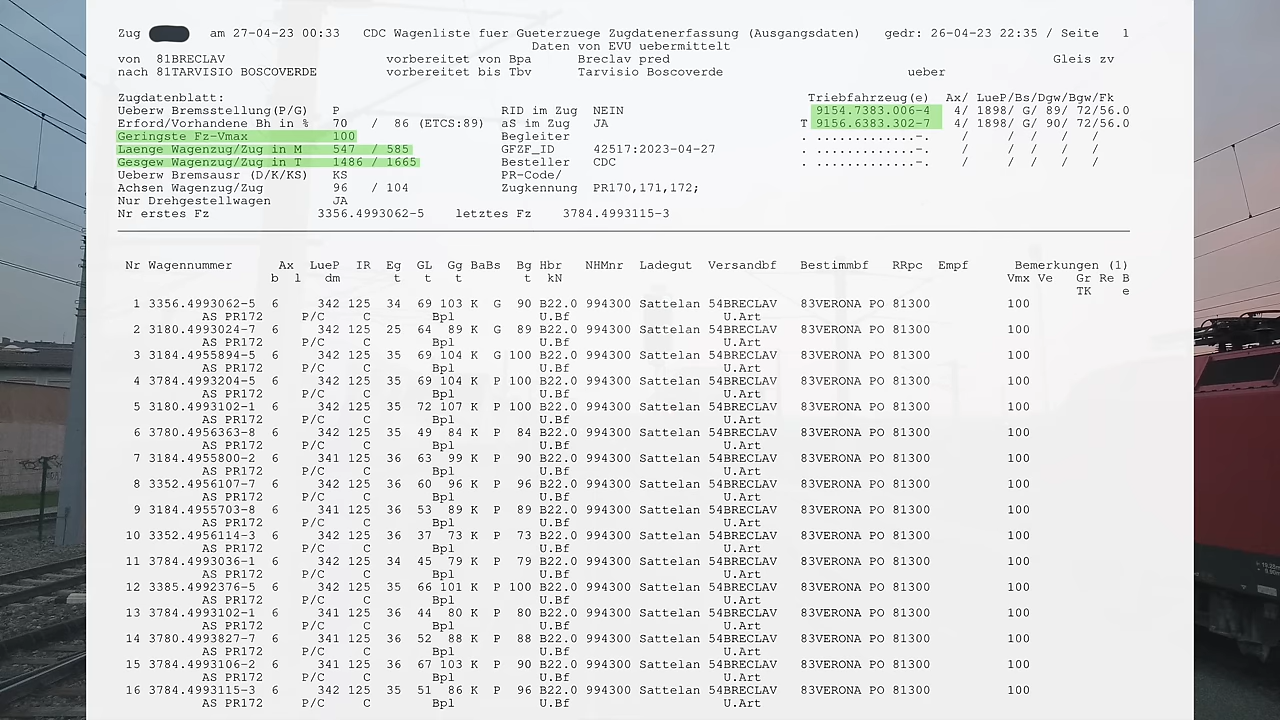 Zug am 27-04-23 00:33 CDC Wagenliste fuer Gueterzuege Zugdatenerfassung (Ausgangsdaten) gedr: 26-04-23 22:35 / Seite 1
Daten von EVU uebermittelt
von 81BRECLAV vorbereitet von Bpa Breclav pred Gleis zv
nach 81TARVISIO BOSCOVERDE vorbereitet bis Tbv Tarvisio Boscoverde ueber
Zugdatenblatt: Triebfahrzeug(e) Ax/ LueP/Bs/Dgw/Bgw/Fk
Ueberw Bremsstellung(P/G) P RID im Zug NEIN 9154.7383.006-4 4/ 1898/ G/ 89/ 72/56.0
Erford/Vorhandene Bh in % 70 / 86 (ETCS:89) aS im Zug JA T 9156.6383.302-7 4/ 1898/ G/ 90/ 72/56.0
Geringste Fz-Vmax 100 Begleiter . ............-. / / / / /
Laenge Wagenzug/Zug in M 547 / 585 GFZF_ID 42517:2023-04-27 . ............-. / / / / /
Gesgew Wagenzug/Zug in T 1486 / 1665 Besteller CDC . ............-. / / / / /
Ueberw Bremsausr (D/K/KS) KS PR-Code/
Achsen Wagenzug/Zug 96 / 104 Zugkennung PR170,171,172;
Nur Drehgestellwagen JA
Nr erstes Fz 3356.4993062-5 letztes Fz 3784.4993115-3
Nr Wagennummer Ax LueP IR Eg GL Gg BaBs Bg Hbr NHMnr Ladegut Versandbf Bestimmbf RRpc Empf Bemerkungen (1)
b l dm t t t t kN Vmx Ve Gr Re B
TK e
1 3356.4993062-5 6 342 125 34 69 103 K G 90 B22.0 994300 Sattelan 54BRECLAV 83VERONA PO 81300 100
AS PR172 P/C C Bpl U.Bf U.Art
2 3180.4993024-7 6 342 125 25 64 89 K G 89 B22.0 994300 Sattelan 54BRECLAV 83VERONA PO 81300 100
AS PR172 P/C C Bpl U.Bf U.Art
3 3184.4955894-5 6 342 125 35 69 104 K G 100 B22.0 994300 Sattelan 54BRECLAV 83VERONA PO 81300 100
AS PR172 P/C C Bpl U.Bf U.Art
4 3784.4993204-5 6 342 125 35 69 104 K P 100 B22.0 994300 Sattelan 54BRECLAV 83VERONA PO 81300 100
AS PR172 P/C C Bpl U.Bf U.Art
5 3180.4993102-1 6 342 125 35 72 107 K P 100 B22.0 994300 Sattelan 54BRECLAV 83VERONA PO 81300 100
AS PR172 P/C C Bpl U.Bf U.Art
6 3780.4956363-8 6 342 125 35 49 84 K P 84 B22.0 994300 Sattelan 54BRECLAV 83VERONA PO 81300 100
AS PR172 P/C C Bpl U.Bf U.Art
7 3184.4955800-2 6 341 125 36 63 99 K P 90 B22.0 994300 Sattelan 54BRECLAV 83VERONA PO 81300 100
AS PR172 P/C C Bpl U.Bf U.Art
8 3352.4956107-7 6 342 125 36 60 96 K P 96 B22.0 994300 Sattelan 54BRECLAV 83VERONA PO 81300 100
AS PR172 P/C C Bpl U.Bf U.Art
9 3184.4955703-8 6 341 125 36 53 89 K P 89 B22.0 994300 Sattelan 54BRECLAV 83VERONA PO 81300 100
AS PR172 P/C C Bpl U.Bf U.Art
10 3352.4956114-3 6 342 125 36 37 73 K P 73 B22.0 994300 Sattelan 54BRECLAV 83VERONA PO 81300 100
AS PR172 P/C C Bpl U.Bf U.Art
11 3784.4993036-1 6 342 125 34 45 79 K P 79 B22.0 994300 Sattelan 54BRECLAV 83VERONA PO 81300 100
AS PR172 P/C C Bpl U.Bf U.Art
12 3385.4992376-5 6 342 125 35 66 101 K P 100 B22.0 994300 Sattelan 54BRECLAV 83VERONA PO 81300 100
AS PR172 P/C C Bpl U.Bf U.Art
13 3784.4993102-1 6 341 125 36 44 80 K P 80 B22.0 994300 Sattelan 54BRECLAV 83VERONA PO 81300 100
AS PR172 P/C C Bpl U.Bf U.Art
14 3780.4993827-7 6 341 125 36 52 88 K P 88 B22.0 994300 Sattelan 54BRECLAV 83VERONA PO 81300 100
AS PR172 P/C C Bpl U.Bf U.Art
15 3784.4993106-2 6 341 125 36 67 103 K P 90 B22.0 994300 Sattelan 54BRECLAV 83VERONA PO 81300 100
AS PR172 P/C C Bpl U.Bf U.Art
16 3784.4993115-3 6 342 125 35 51 86 K P 96 B22.0 994300 Sattelan 54BRECLAV 83VERONA PO 81300 100
AS PR172 P/C C Bpl U.Bf U.Art